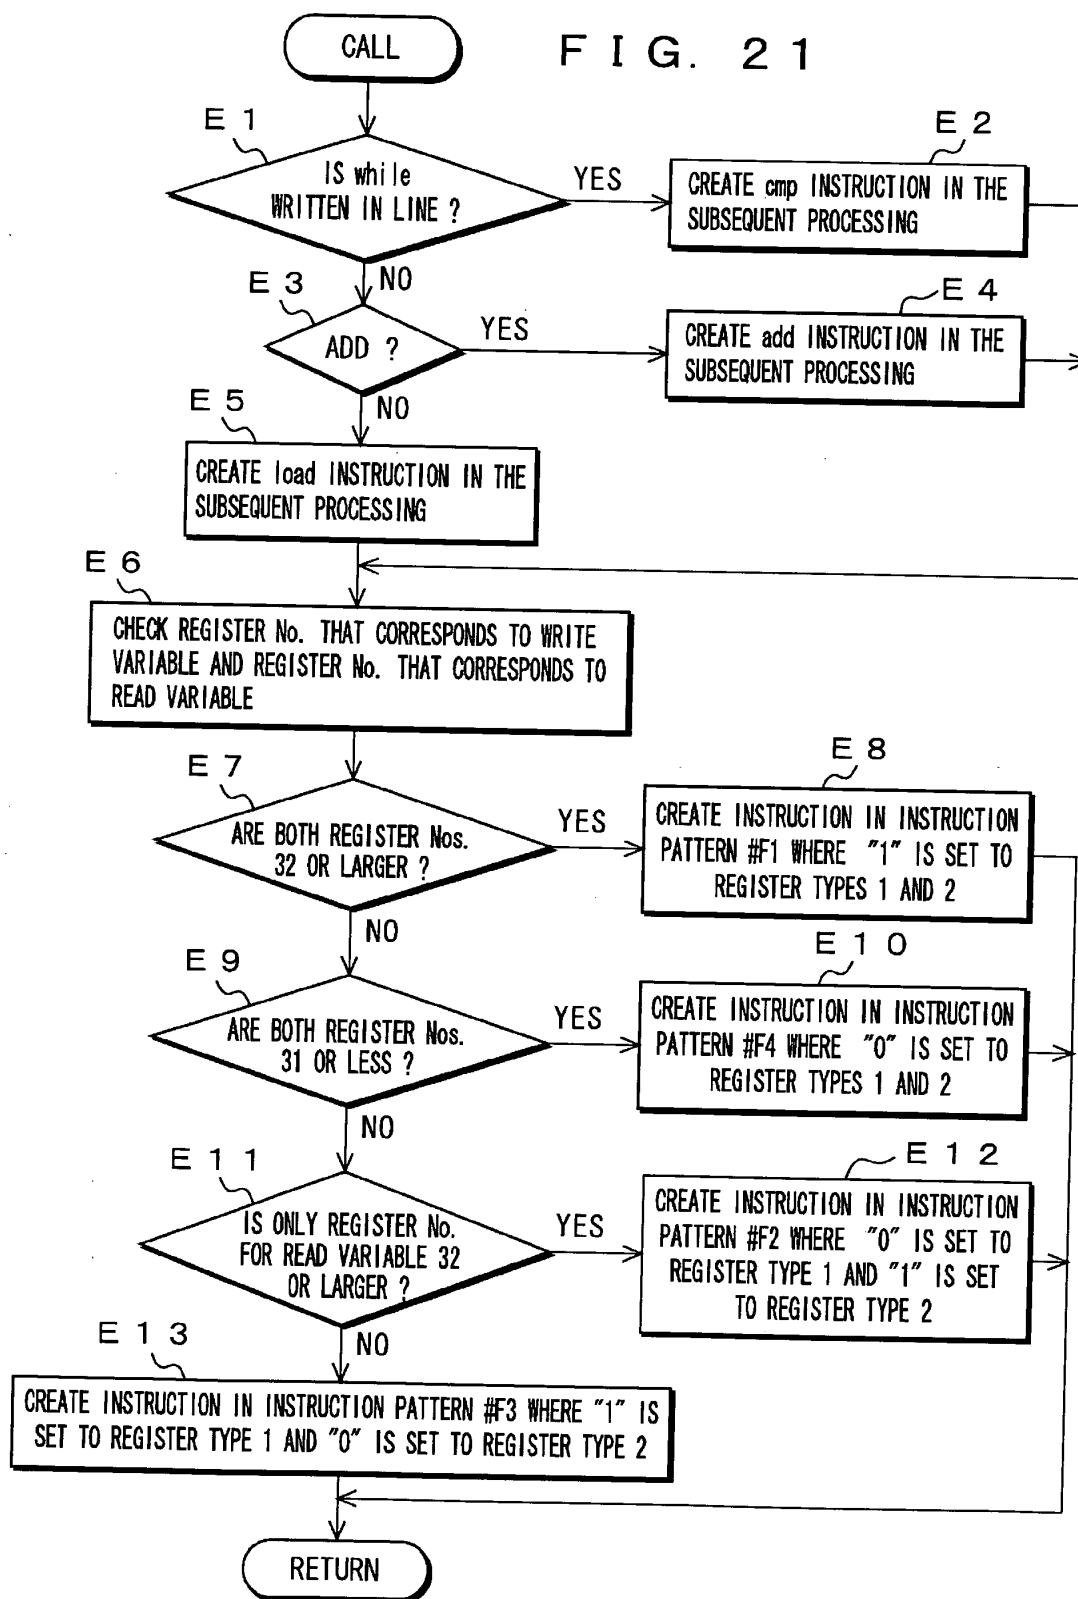 CALL
F I G. 21
E 1
IS while
WRITTEN IN LINE ?
YES
E 2
CREATE cmp INSTRUCTION IN THE
SUBSEQUENT PROCESSING
NO
E 3
ADD ?
YES
E 4
CREATE add INSTRUCTION IN THE
SUBSEQUENT PROCESSING
NO
E 5
CREATE load INSTRUCTION IN THE
SUBSEQUENT PROCESSING
E 6
CHECK REGISTER No. THAT CORRESPONDS TO WRITE
VARIABLE AND REGISTER No. THAT CORRESPONDS TO
READ VARIABLE
E 7
ARE BOTH REGISTER Nos.
32 OR LARGER ?
YES
E 8
CREATE INSTRUCTION IN INSTRUCTION
PATTERN #F1 WHERE "1" IS SET TO
REGISTER TYPES 1 AND 2
NO
E 9
ARE BOTH REGISTER Nos.
31 OR LESS ?
YES
E 1 0
CREATE INSTRUCTION IN INSTRUCTION
PATTERN #F4 WHERE "0" IS SET TO
REGISTER TYPES 1 AND 2
NO
E 1 1
IS ONLY REGISTER No.
FOR READ VARIABLE 32
OR LARGER ?
YES
E 1 2
CREATE INSTRUCTION IN INSTRUCTION
PATTERN #F2 WHERE "0" IS SET TO
REGISTER TYPE 1 AND "1" IS SET
TO REGISTER TYPE 2
NO
E 1 3
CREATE INSTRUCTION IN INSTRUCTION PATTERN #F3 WHERE "1" IS
SET TO REGISTER TYPE 1 AND "0" IS SET TO REGISTER TYPE 2
RETURN